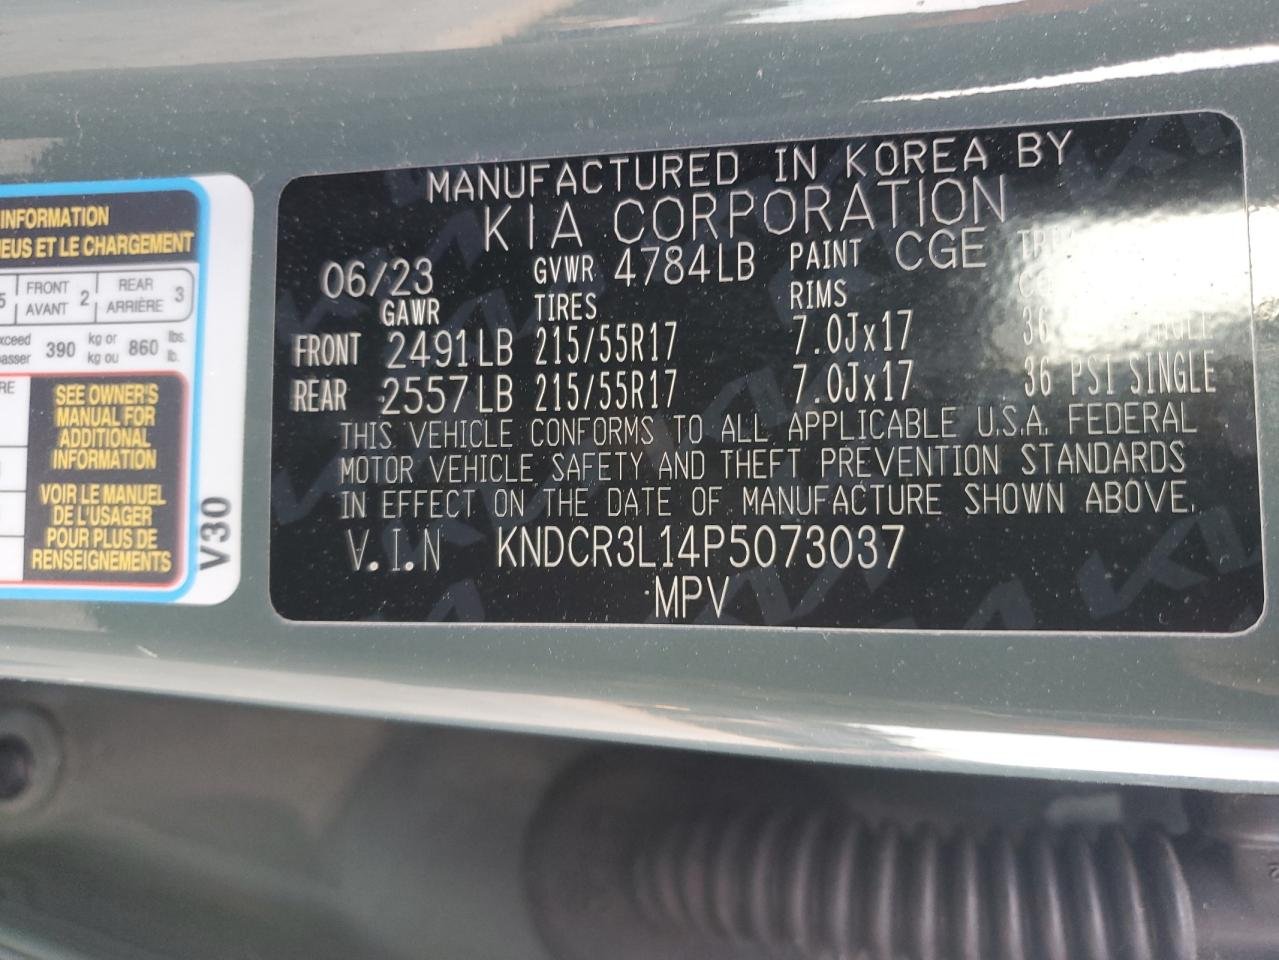 INFORMATION
NEUS ET LE CHARGEMENT
5 FRONT AVANT 2 REAR ARRIÈRE 3
390 kg or kg ou 860 lbs. lb.
SEE OWNER'S
MANUAL FOR
ADDITIONAL
INFORMATION
VOIR LE MANUEL
DE L'USAGER
POUR PLUS DE
RENSEIGNEMENTS
V30
MANUFACTURED IN KOREA BY
KIA CORPORATION
06/23 GVWR 4784LB PAINT CGE
GAWR TIRES RIMS
FRONT 2491LB 215/55R17 7.0Jx17 36
REAR 2557LB 215/55R17 7.0Jx17 36 PSI SINGLE
THIS VEHICLE CONFORMS TO ALL APPLICABLE U.S.A. FEDERAL
MOTOR VEHICLE SAFETY AND THEFT PREVENTION STANDARDS
IN EFFECT ON THE DATE OF MANUFACTURE SHOWN ABOVE.
V.I.N KNDCR3L14P5073037
MPV